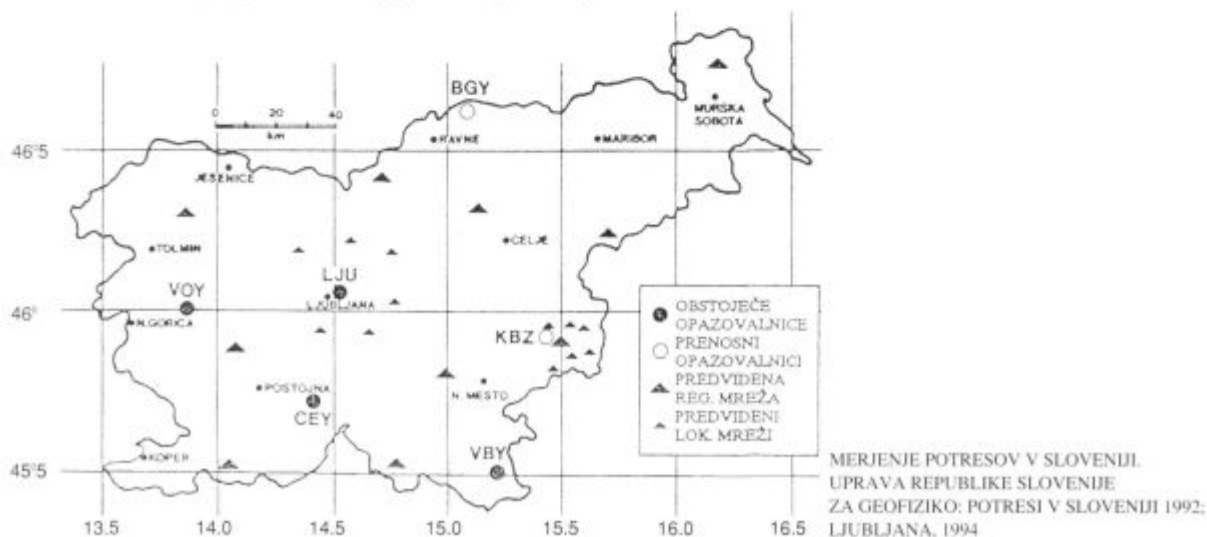 BGY
MURSKA
SOBOTA
0 20 40
km
RAVNE
MARIBOR
46°5
JESENICE
TOLMIN
CELJE
LJU
VOY
LJUBLJANA
46°
N.GORICA
KBZ
POSTOJNA
N. MESTO
CEY
VBY
KOPER
45°5
13.5 14.0 14.5 15.0 15.5 16.0 16.5
OBSTOJEČE
OPAZOVALNICE
PRENOSNI
OPAZOVALNICI
PREDVIDENA
REG. MREŽA
PREDVIDENI
LOK. MREŽI
MERJENJE POTRESOV V SLOVENIJI.
UPRAVA REPUBLIKE SLOVENIJE
ZA GEOFIZIKO: POTRESI V SLOVENIJI 1992;
LJUBLJANA, 1994